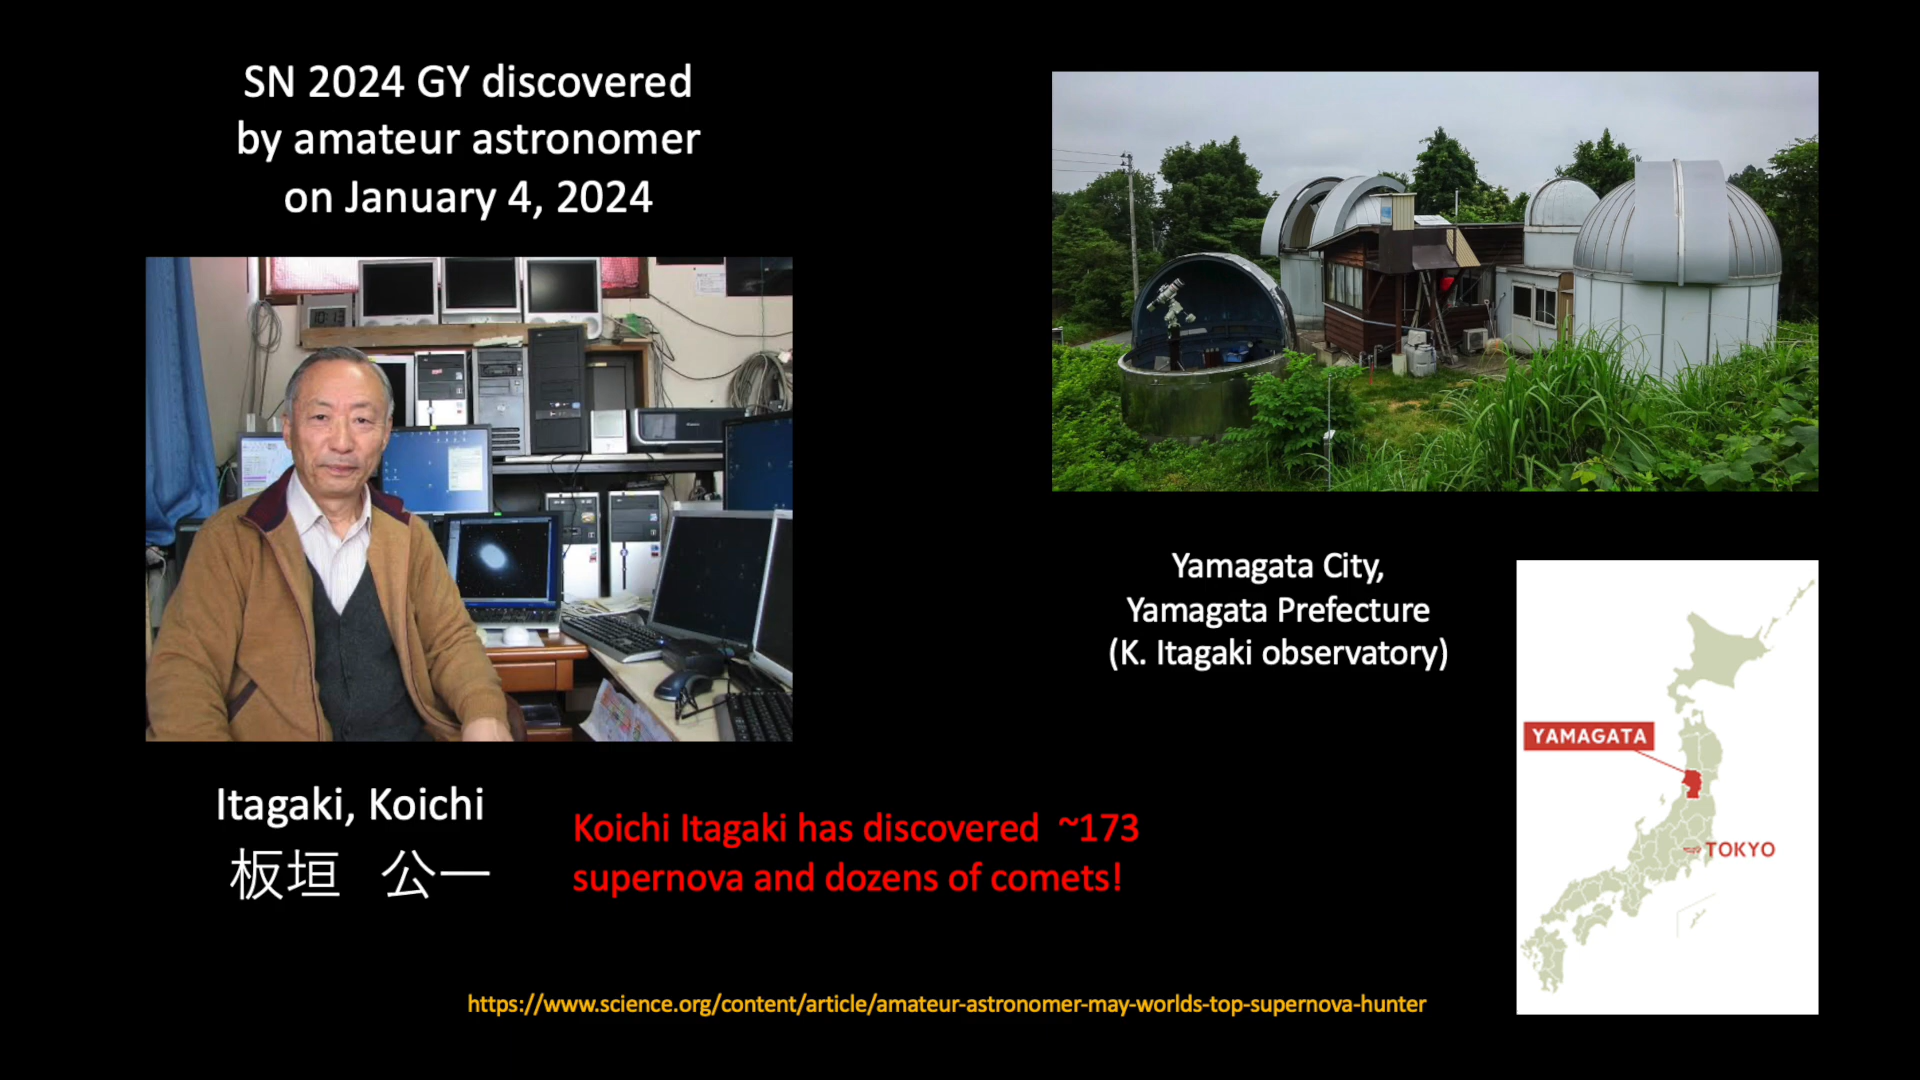 SN 2024 GY discovered
by amateur astronomer
on January 4, 2024
10:13
Itagaki, Koichi
板垣 公一
Koichi Itagaki has discovered ~173
supernova and dozens of comets!
Yamagata City,
Yamagata Prefecture
(K. Itagaki observatory)
YAMAGATA
TOKYO
https://www.science.org/content/article/amateur-astronomer-may-worlds-top-supernova-hunter